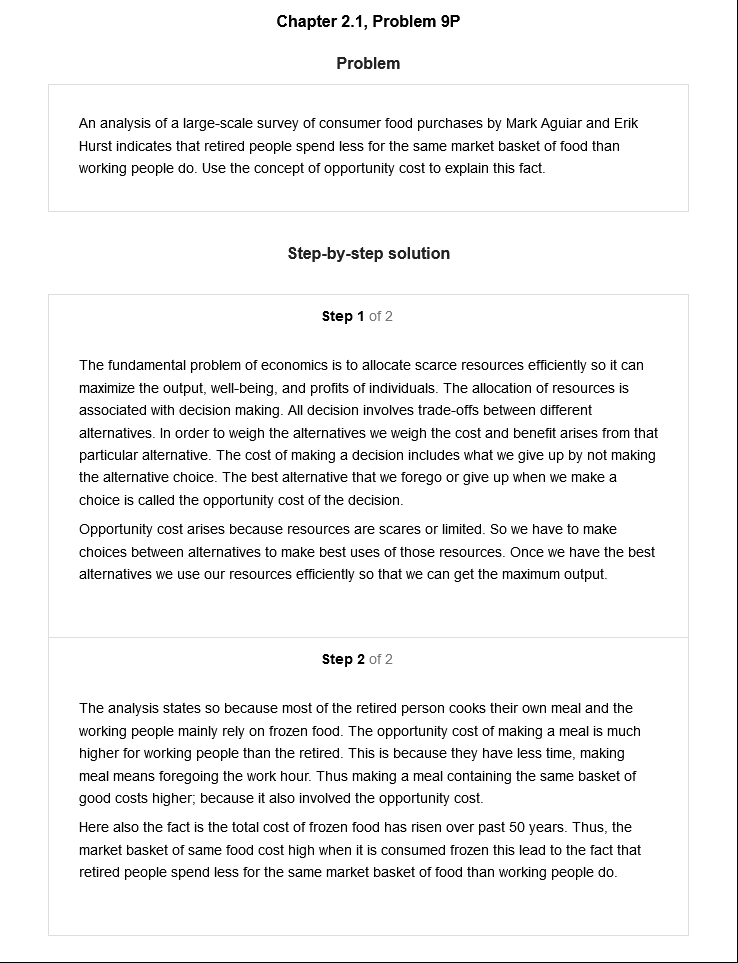 Chapter 2.1, Problem 9P
Problem
An analysis of a large-scale survey of consumer food purchases by Mark Aguiar and Erik
Hurst indicates that retired people spend less for the same market basket of food than
working people do. Use the concept of opportunity cost to explain this fact.
Step-by-step solution
Step 1 of 2
The fundamental problem of economics is to allocate scarce resources efficiently so it can
maximize the output, well-being, and profits of individuals. The allocation of resources is
associated with decision making. All decision involves trade-offs between different
alternatives. In order to weigh the alternatives we weigh the cost and benefit arises from that
particular alternative. The cost of making a decision includes what we give up by not making
the alternative choice. The best alternative that we forego or give up when we make a
choice is called the opportunity cost of the decision.
Opportunity cost arises because resources are scares or limited. So we have to make
choices between alternatives to make best uses of those resources. Once we have the best
alternatives we use our resources efficiently so that we can get the maximum output.
Step 2 of 2
The analysis states so because most of the retired person cooks their own meal and the
working people mainly rely on frozen food. The opportunity cost of making a meal is much
higher for working people than the retired. This is because they have less time, making
meal means foregoing the work hour. Thus making a meal containing the same basket of
good costs higher; because it also involved the opportunity cost.
Here also the fact is the total cost of frozen food has risen over past 50 years. Thus, the
market basket of same food cost high when it is consumed frozen this lead to the fact that
retired people spend less for the same market basket of food than working people do.